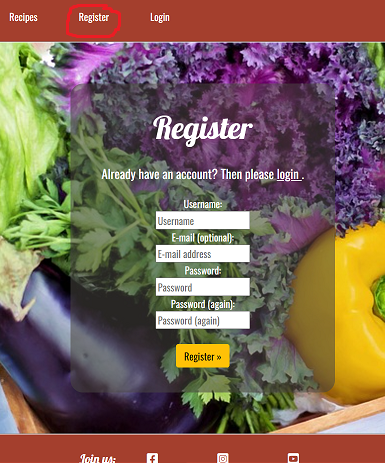 Recipes Register Login
Register
Already have an account? Then please login .
Username:
Username
E-mail (optional):
E-mail address
Password:
Password
Password (again):
Password (again)
Register »
Join us: